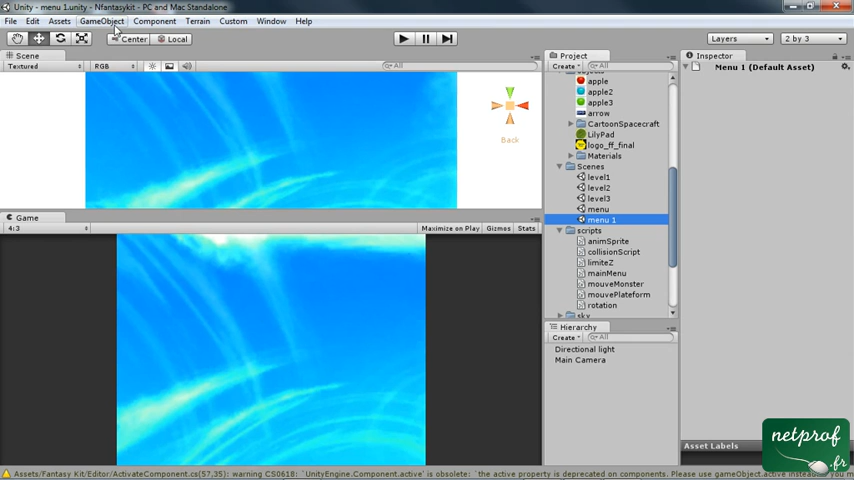 Unity - menu 1.unity - Nfantasykit - PC and Mac Standalone
File Edit Assets GameObject Component Terrain Custom Window Help
Center Local Layers 2 by 3
Scene Project Inspector
Textured RGB All Create All Menu 1 (Default Asset)
apple
apple2
apple3
arrow
CartoonSpacecraft
LilyPad
Back
logo_ff_final
Materials
Scenes
level1
level2
level3
menu
Game
menu 1
4:3 Maximize on Play Gizmos Stats
scripts
animSprite
collisionScript
limiteZ
mainMenu
mouveMonster
mouvePlateform
rotation
sky
Hierarchy
Create All
Directional light
Main Camera
netprof
.fr
Asset Labels
Assets/Fantasy Kit/Editor/ActivateComponent.cs(57,35): warning CS0618: `UnityEngine.Component.active' is obsolete: `the active property is deprecated on components. Please use gameObject.active instead